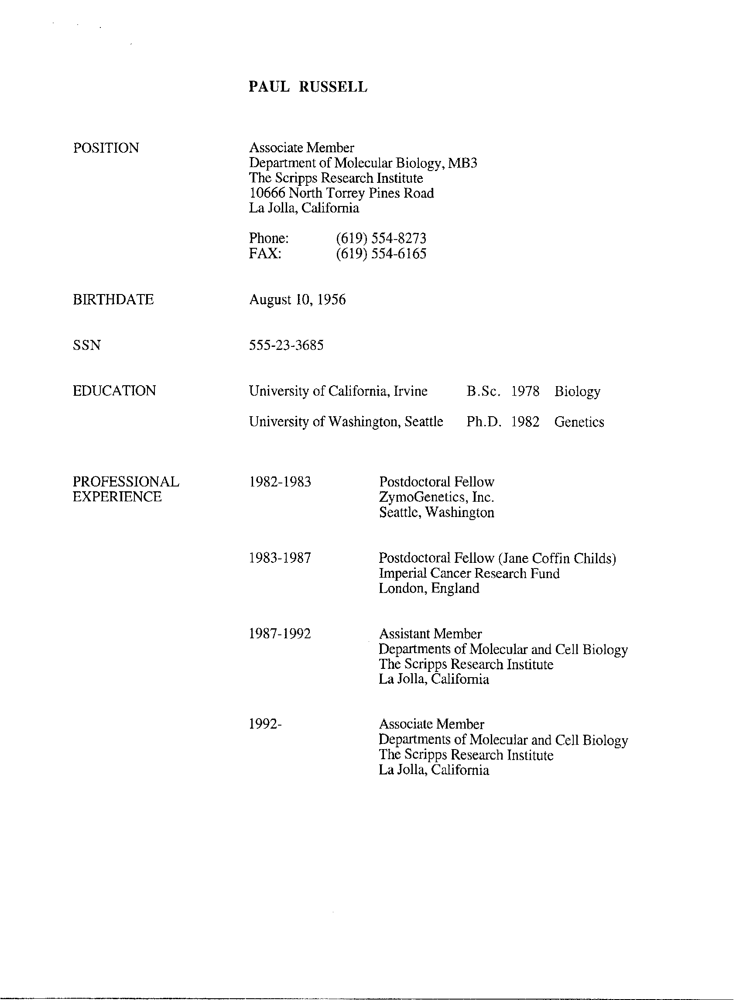 PAUL RUSSELL
POSITION Associate Member
Department of Molecular Biology, MB3
The Scripps Research Institute
10666 North Torrey Pines Road
La Jolla, California
Phone: (619) 554-8273
FAX: (619) 554-6165
BIRTHDATE August 10, 1956
SSN 555-23-3685
EDUCATION University of California, Irvine B.Sc. 1978 Biology
University of Washington, Seattle Ph.D. 1982 Genetics
PROFESSIONAL 1982-1983 Postdoctoral Fellow
EXPERIENCE ZymoGenetics, Inc.
Seattle, Washington
1983-1987 Postdoctoral Fellow (Jane Coffin Childs)
Imperial Cancer Research Fund
London, England
1987-1992 Assistant Member
Departments of Molecular and Cell Biology
The Scripps Research Institute
La Jolla, California
1992- Associate Member
Departments of Molecular and Cell Biology
The Scripps Research Institute
La Jolla, California